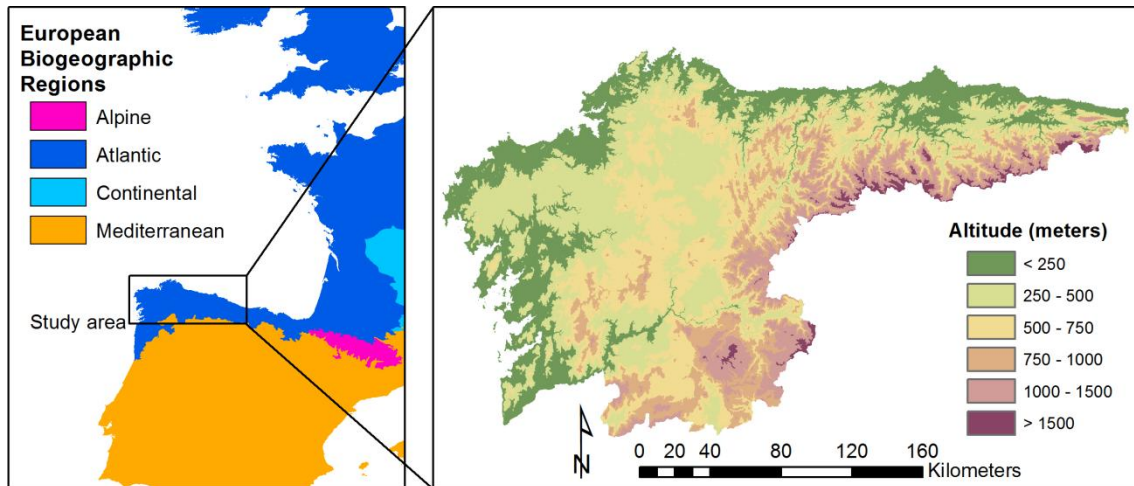 European
Biogeographic
Regions
Alpine
Atlantic
Continental
Mediterranean
Study area
Altitude (meters)
< 250
250 - 500
500 - 750
750 - 1000
1000 - 1500
> 1500
N
0 20 40 80 120 160
Kilometers